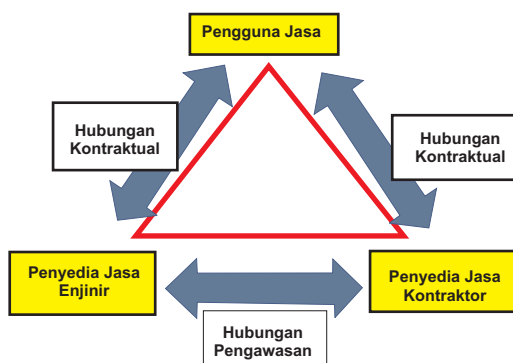 Pengguna Jasa
Hubungan
Kontraktual
Hubungan
Kontraktual
Penyedia Jasa
Enjinir
Penyedia Jasa
Kontraktor
Hubungan
Pengawasan